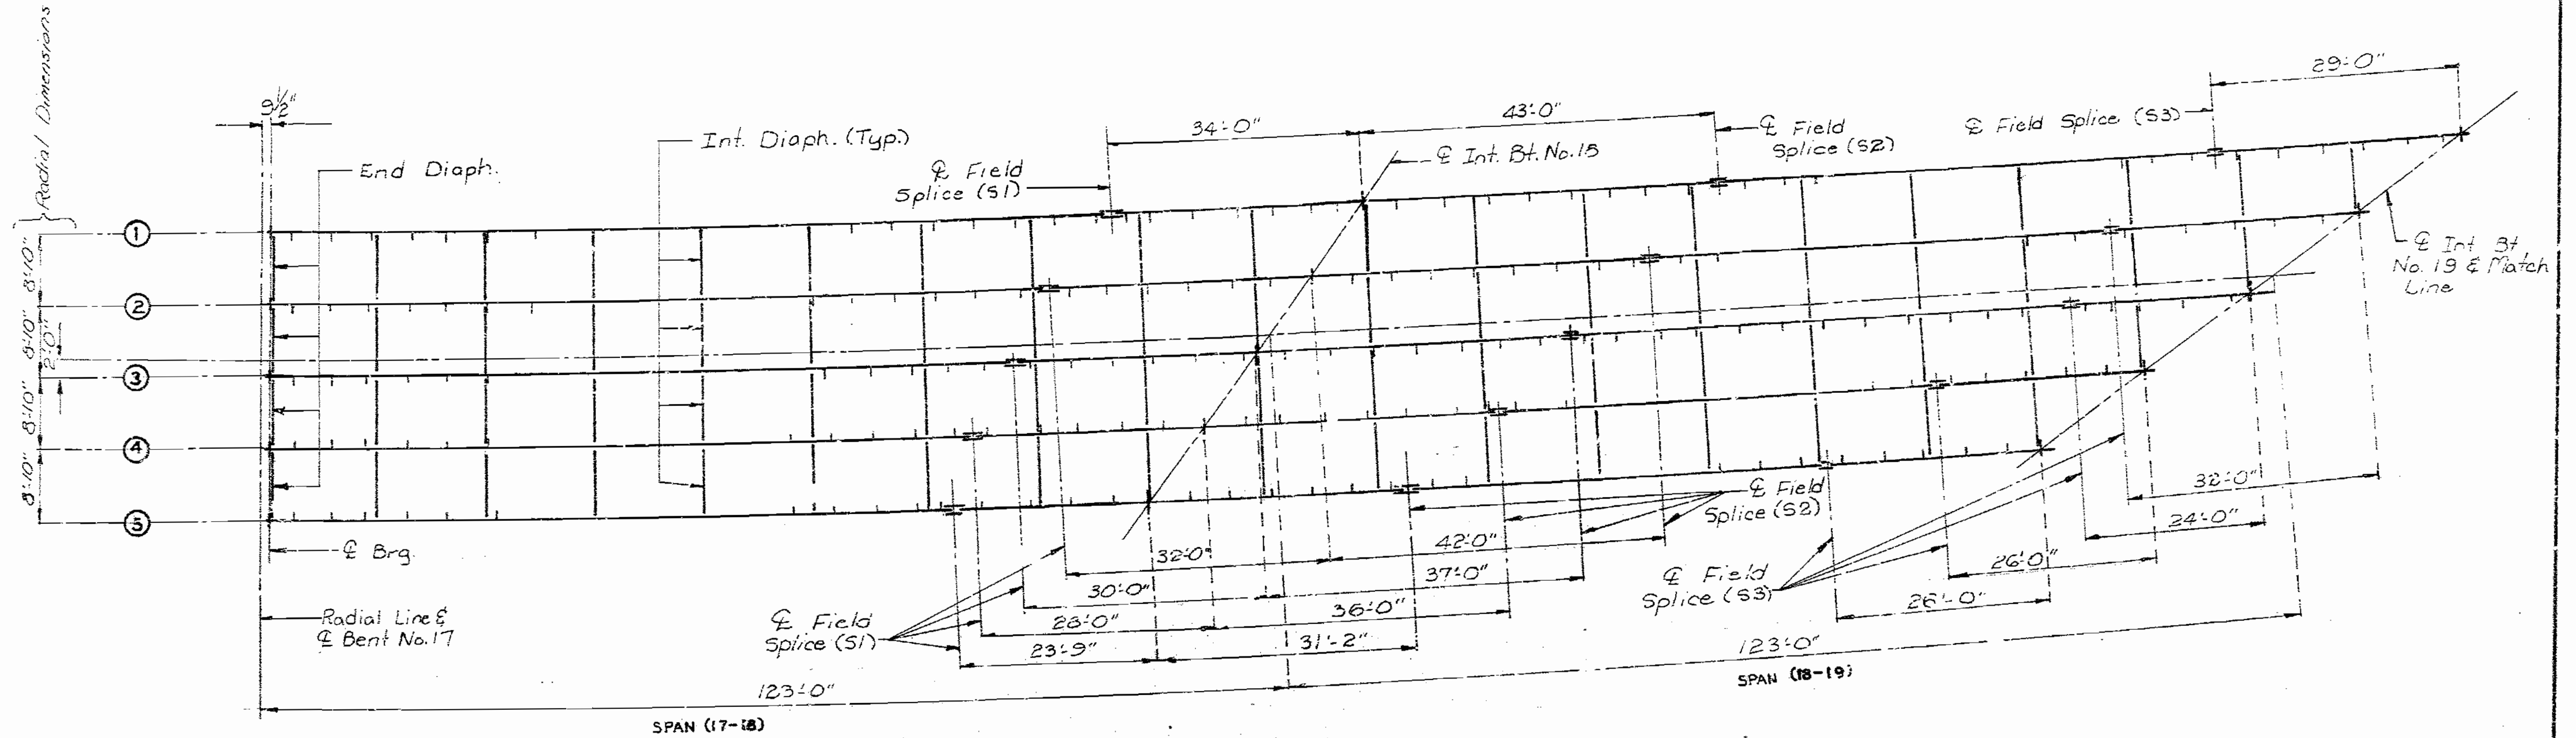 Radial Dimensions
9½"
End Diaph.
Int. Diaph. (Typ.)
℄ Field
Splice (S1)
34'-0"
43'-0"
℄ Int. Bt. No. 18
℄ Field
Splice (S2)
℄ Field Splice (S3)
29'-0"
℄ Int Bt
No. 19 & Match
Line
1
2
3
4
5
8'-10"
8'-10"
2'-0"
8'-10"
8'-10"
℄ Brg.
Radial Line &
℄ Bent No. 17
℄ Field
Splice (S1)
32'-0"
30'-0"
28'-0"
23'-9"
42'-0"
37'-0"
36'-0"
31'-2"
℄ Field
Splice (S2)
℄ Field
Splice (S3)
32'-0"
24'-0"
26'-0"
26'-0"
123'-0"
SPAN (17-18)
123'-0"
SPAN (18-19)